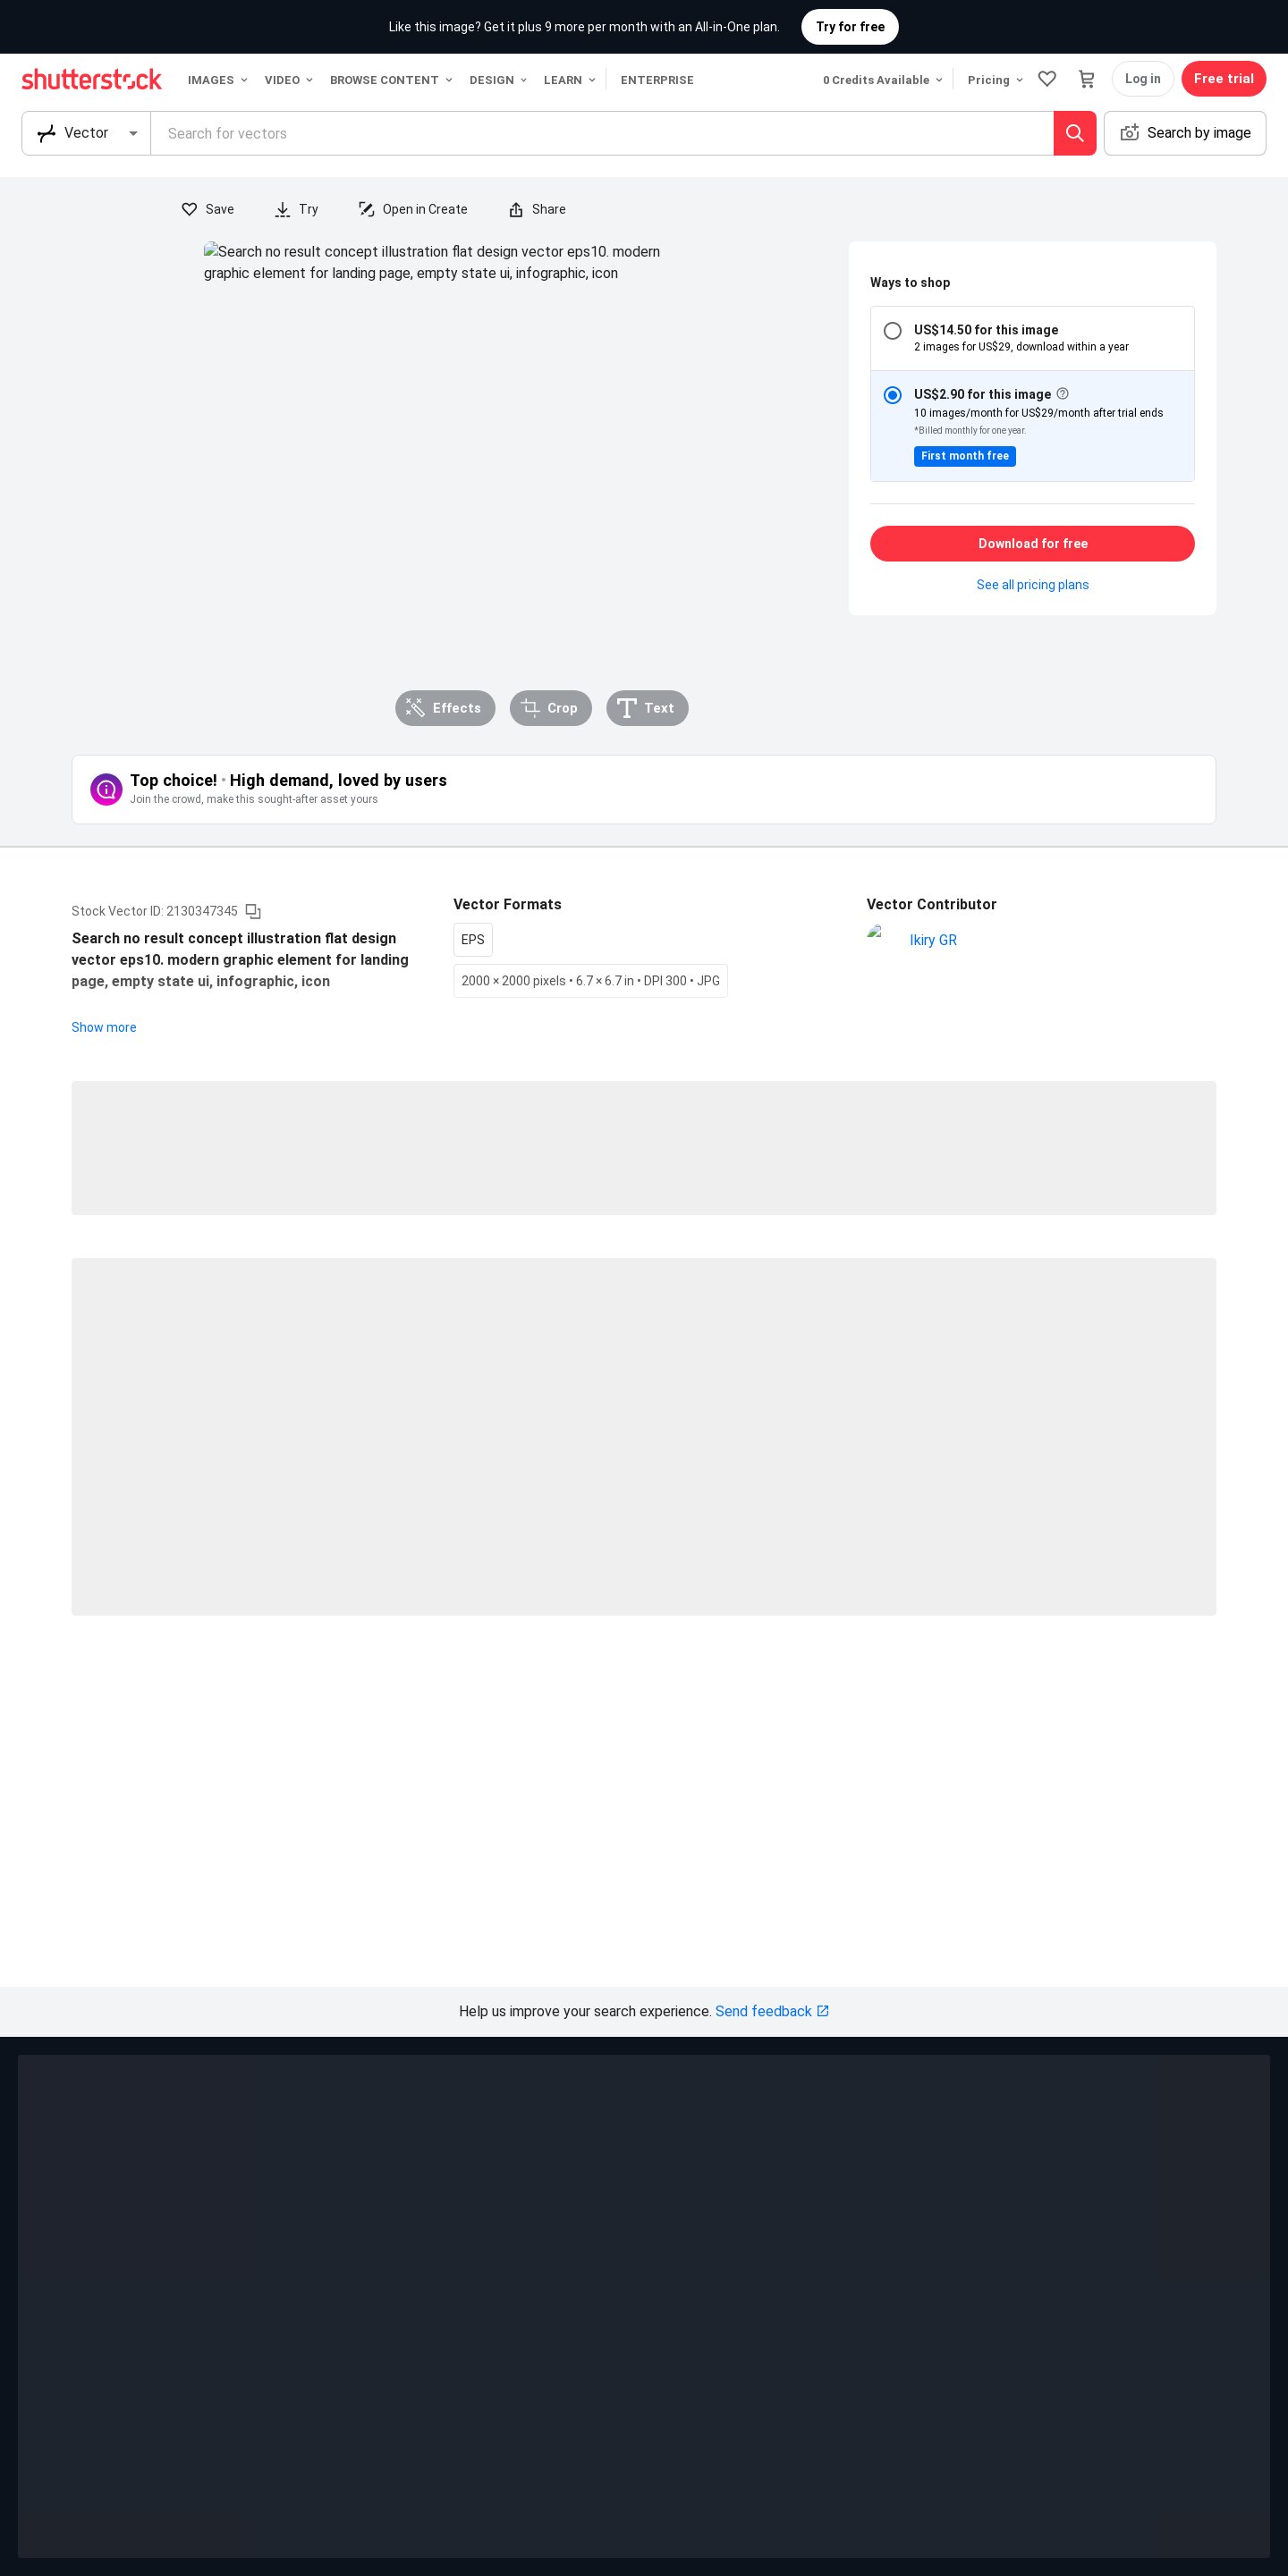 Like this image? Get it plus 9 more per month with an All-in-One plan.
Try for free
shutterstock
IMAGES
VIDEO
BROWSE CONTENT
DESIGN
LEARN
ENTERPRISE
0 Credits Available
Pricing
Log in
Free trial
Vector
Search for vectors
Search by image
Save
Try
Open in Create
Share
Search no result concept illustration flat design vector eps10. modern
graphic element for landing page, empty state ui, infographic, icon
Ways to shop
US$14.50 for this image
2 images for US$29, download within a year
US$2.90 for this image
10 images/month for US$29/month after trial ends
*Billed monthly for one year.
First month free
Download for free
See all pricing plans
Effects
Crop
Text
Top choice! • High demand, loved by users
Join the crowd, make this sought-after asset yours
Stock Vector ID: 2130347345
Search no result concept illustration flat design
vector eps10. modern graphic element for landing
page, empty state ui, infographic, icon
Show more
Vector Formats
EPS
2000 × 2000 pixels • 6.7 × 6.7 in • DPI 300 • JPG
Vector Contributor
Ikiry GR
Help us improve your search experience. Send feedback